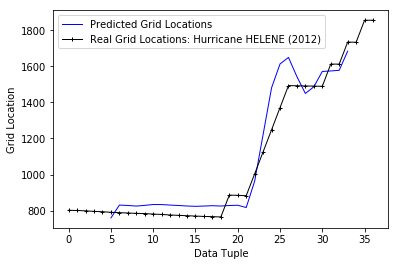 Predicted Grid Locations
Real Grid Locations: Hurricane HELENE (2012)
1800
1600
1400
1200
1000
800
Grid Location
0 5 10 15 20 25 30 35
Data Tuple